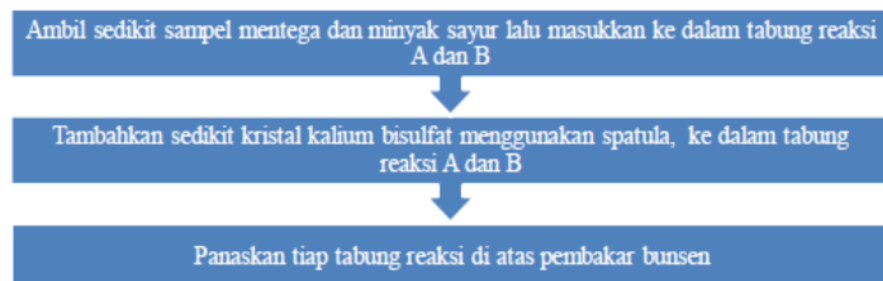 Ambil sedikit sampel mentega dan minyak sayur lalu masukkan ke dalam tabung reaksi
A dan B
Tambahkan sedikit kristal kalium bisulfat menggunakan spatula, ke dalam tabung
reaksi A dan B
Panaskan tiap tabung reaksi di atas pembakar bunsen